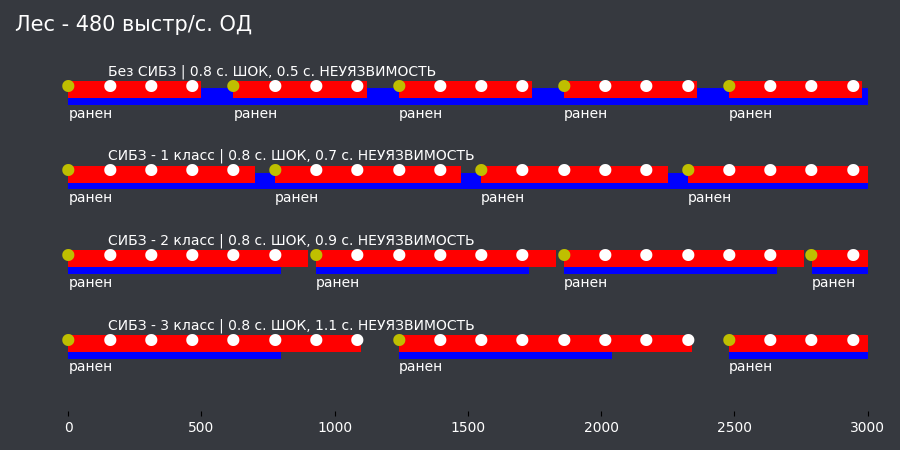 Лес - 480 выстр/с. ОД
Без СИБЗ | 0.8 с. ШОК, 0.5 с. НЕУЯЗВИМОСТЬ
ранен ранен ранен ранен ранен
СИБЗ - 1 класс | 0.8 с. ШОК, 0.7 с. НЕУЯЗВИМОСТЬ
ранен ранен ранен ранен
СИБЗ - 2 класс | 0.8 с. ШОК, 0.9 с. НЕУЯЗВИМОСТЬ
ранен ранен ранен ранен
СИБЗ - 3 класс | 0.8 с. ШОК, 1.1 с. НЕУЯЗВИМОСТЬ
ранен ранен ранен
0 500 1000 1500 2000 2500 3000